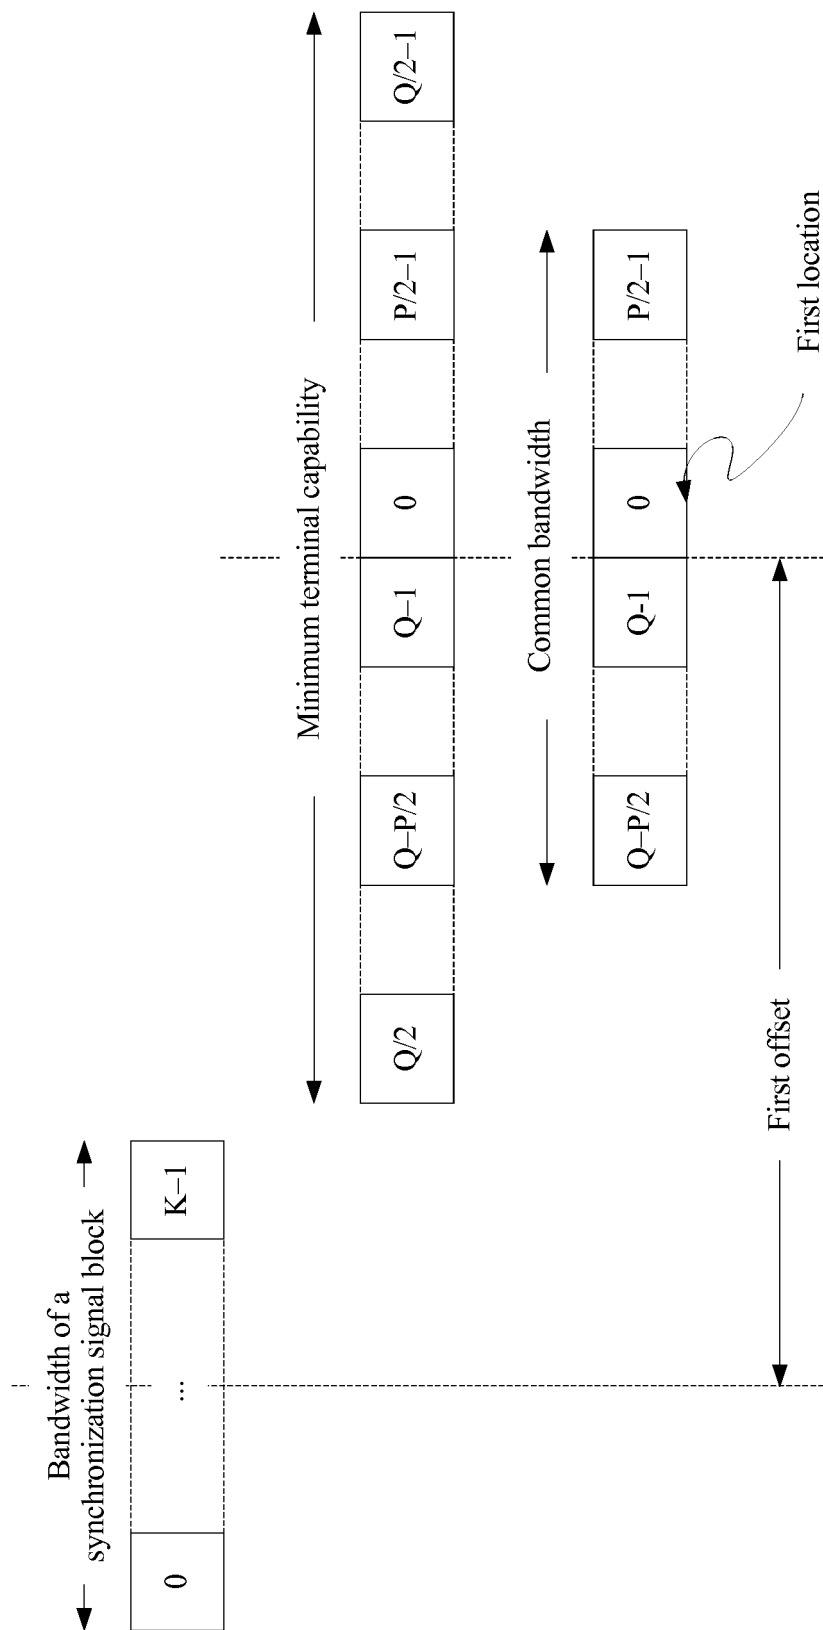 Bandwidth of a
synchronization signal block
0
...
K–1
Minimum terminal capability
Q/2
Q–P/2
Q–1
0
P/2–1
Q/2–1
Common bandwidth
Q–P/2
Q-1
0
P/2–1
First location
First offset